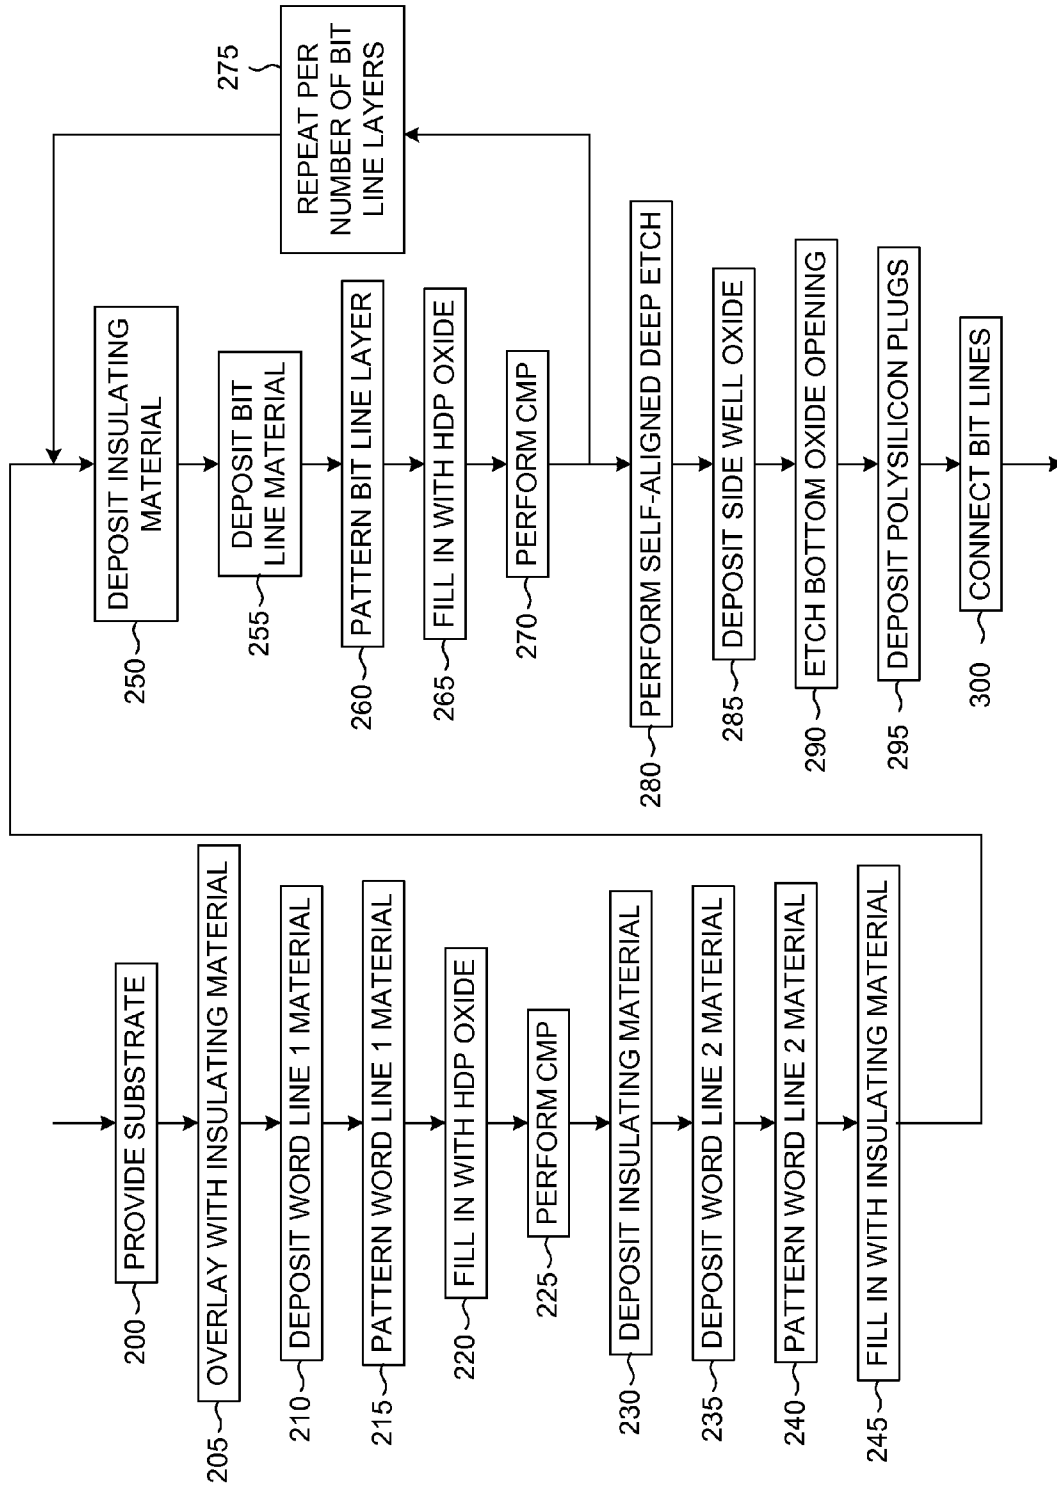 PROVIDE SUBSTRATE
200
OVERLAY WITH INSULATING MATERIAL
205
DEPOSIT WORD LINE 1 MATERIAL
210
PATTERN WORD LINE 1 MATERIAL
215
FILL IN WITH HDP OXIDE
220
PERFORM CMP
225
DEPOSIT INSULATING MATERIAL
230
DEPOSIT WORD LINE 2 MATERIAL
235
PATTERN WORD LINE 2 MATERIAL
240
FILL IN WITH INSULATING MATERIAL
245
DEPOSIT INSULATING
MATERIAL
250
DEPOSIT BIT
LINE MATERIAL
255
PATTERN BIT LINE LAYER
260
FILL IN WITH HDP OXIDE
265
PERFORM CMP
270
REPEAT PER
NUMBER OF BIT
LINE LAYERS
275
PERFORM SELF-ALIGNED DEEP ETCH
280
DEPOSIT SIDE WELL OXIDE
285
ETCH BOTTOM OXIDE OPENING
290
DEPOSIT POLYSILICON PLUGS
295
CONNECT BIT LINES
300